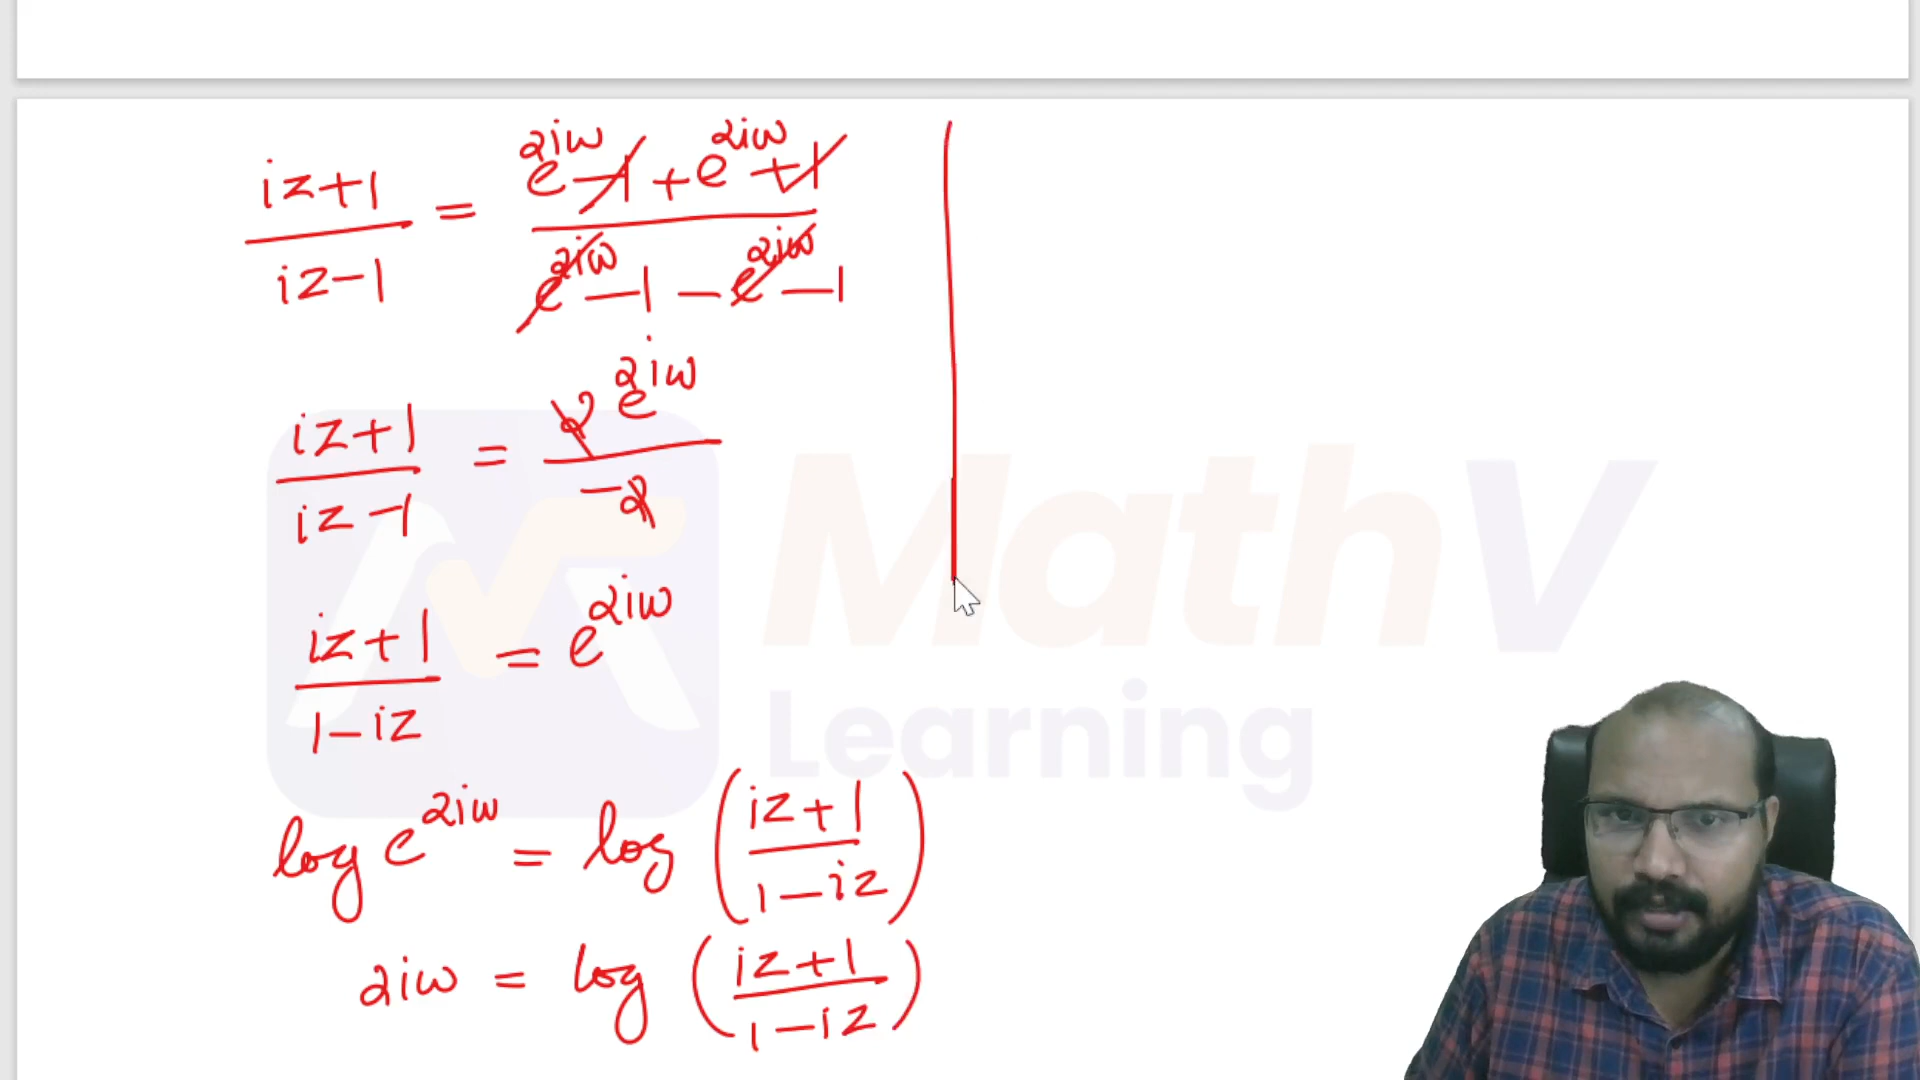 iz+1 / iz-1 = e^2iw -1 + e^2iw +1 / e^2iw -1 - e^2iw -1
iz+1 / iz-1 = 2 e^2iw / -2
iz+1 / 1-iz = e^2iw
log e^2iw = log (iz+1 / 1-iz)
2iw = log (iz+1 / 1-iz)
MathV
Learning